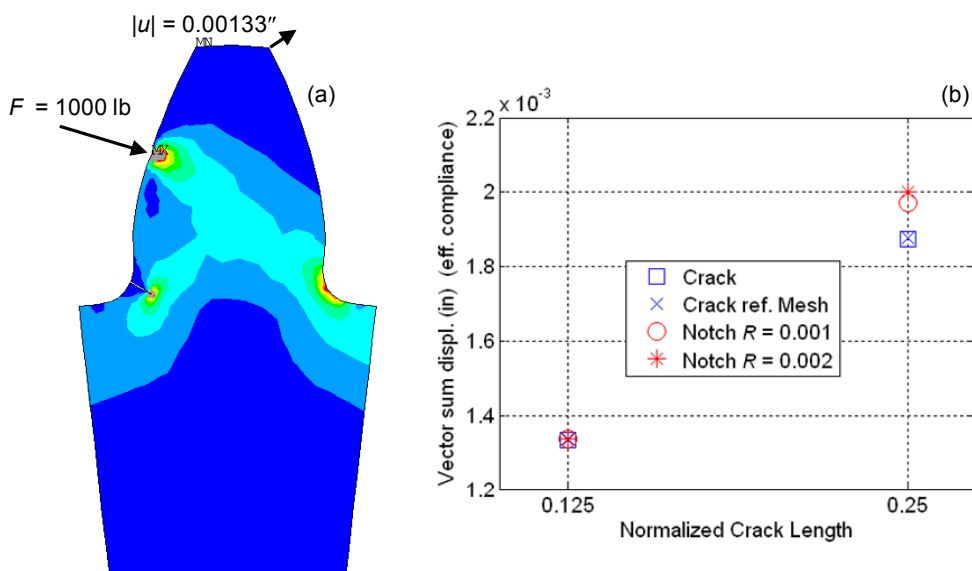 |u| = 0.00133″
MN
(a)
F = 1000 lb
MX
(b)
× 10⁻³
2.2
2
1.8
1.6
1.4
1.2
Vector sum displ. (in) (eff. compliance)
Crack
Crack ref. Mesh
Notch R = 0.001
Notch R = 0.002
0.125
0.25
Normalized Crack Length